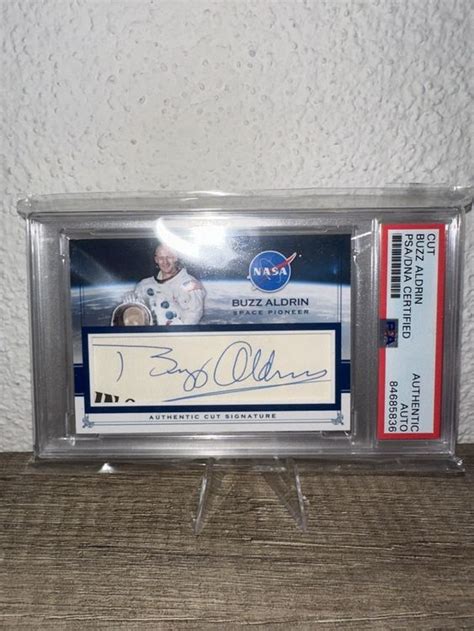 NASA
BUZZ ALDRIN
SPACE PIONEER
Buzz Aldrin
AUTHENTIC CUT SIGNATURE
CUT
BUZZ ALDRIN
PSA/DNA CERTIFIED
PSA
AUTHENTIC
AUTO
84685836